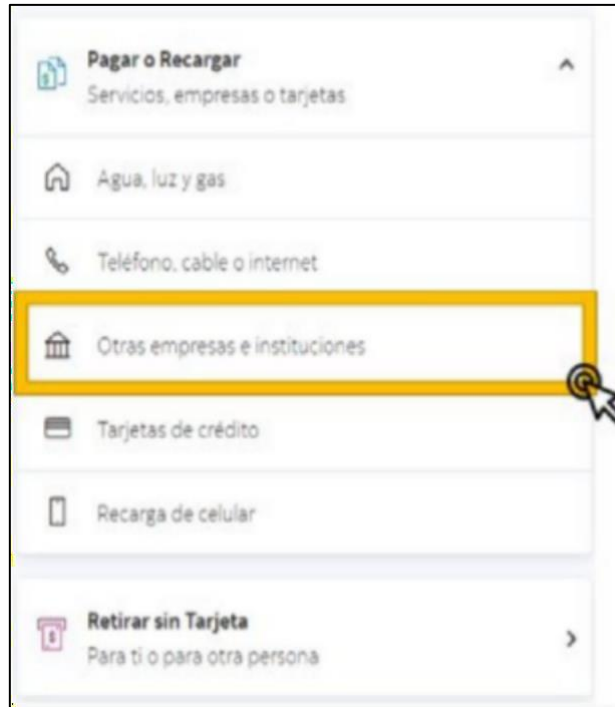 Pagar o Recargar
Servicios, empresas o tarjetas
Agua, luz y gas
Teléfono, cable o internet
Otras empresas e instituciones
Tarjetas de crédito
Recarga de celular
Retirar sin Tarjeta
Para ti o para otra persona